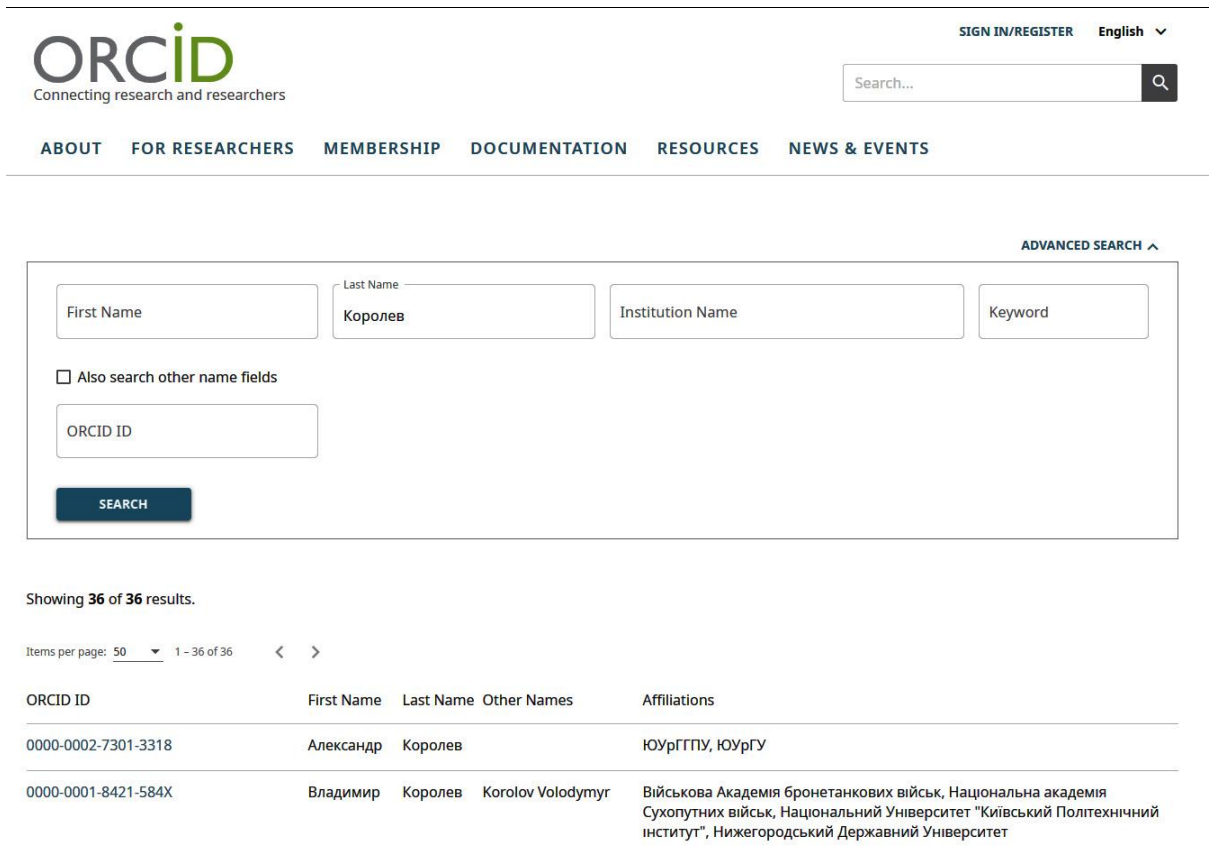 SIGN IN/REGISTER English
ORCID
Connecting research and researchers
Search...
ABOUT FOR RESEARCHERS MEMBERSHIP DOCUMENTATION RESOURCES NEWS & EVENTS
ADVANCED SEARCH
Last Name
First Name Королев Institution Name Keyword
Also search other name fields
ORCID ID
SEARCH
Showing 36 of 36 results.
Items per page: 50 1 – 36 of 36
ORCID ID First Name Last Name Other Names Affiliations
0000-0002-7301-3318 Александр Королев ЮУрГГПУ, ЮУрГУ
0000-0001-8421-584X Владимир Королев Korolov Volodymyr Військова Академія бронетанкових військ, Національна академія
Сухопутних військ, Національний Університет "Київський Політехнічний
інститут", Нижегородський Державний Університет